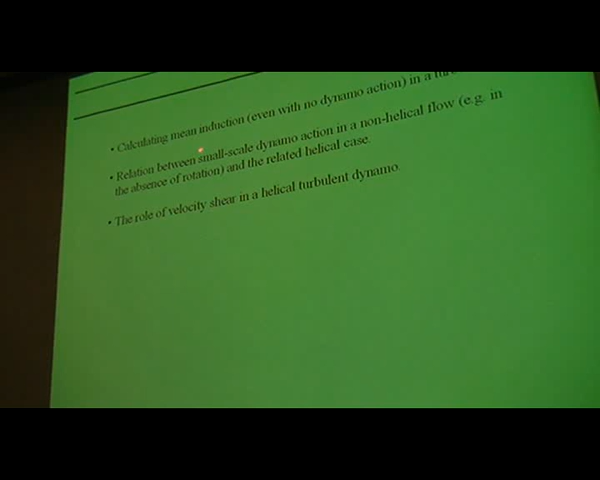 • Calculating mean induction (even with no dynamo action) in a
• Relation between small-scale dynamo action in a non-helical flow (e.g. in
the absence of rotation) and the related helical case.
• The role of velocity shear in a helical turbulent dynamo.